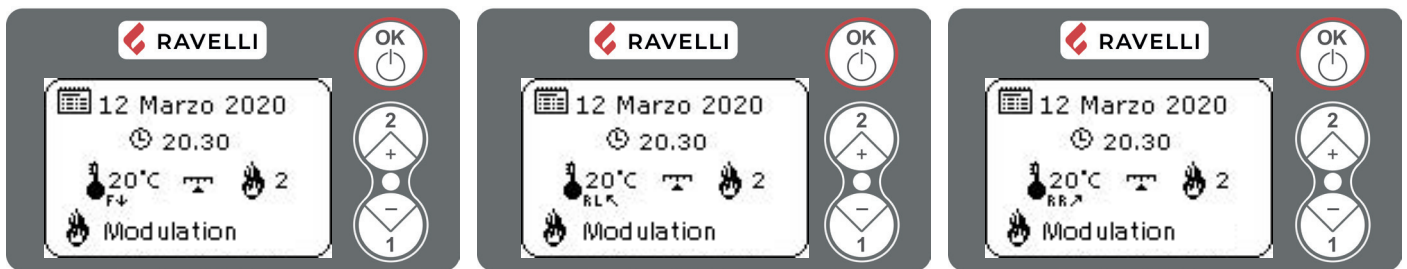 RAVELLI
OK
12 Marzo 2020
20.30
20°C 2
F↓
Modulation
2
+
−
1
RAVELLI
OK
12 Marzo 2020
20.30
20°C 2
RL↖
Modulation
2
+
−
1
RAVELLI
OK
12 Marzo 2020
20.30
20°C 2
RR↗
Modulation
2
+
−
1